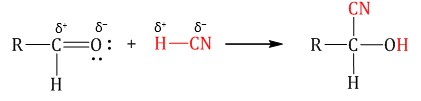 CN
δ⁺ δ⁻ δ⁺ δ⁻
R—C=O: + H—CN ⟶ R—C—OH
H H